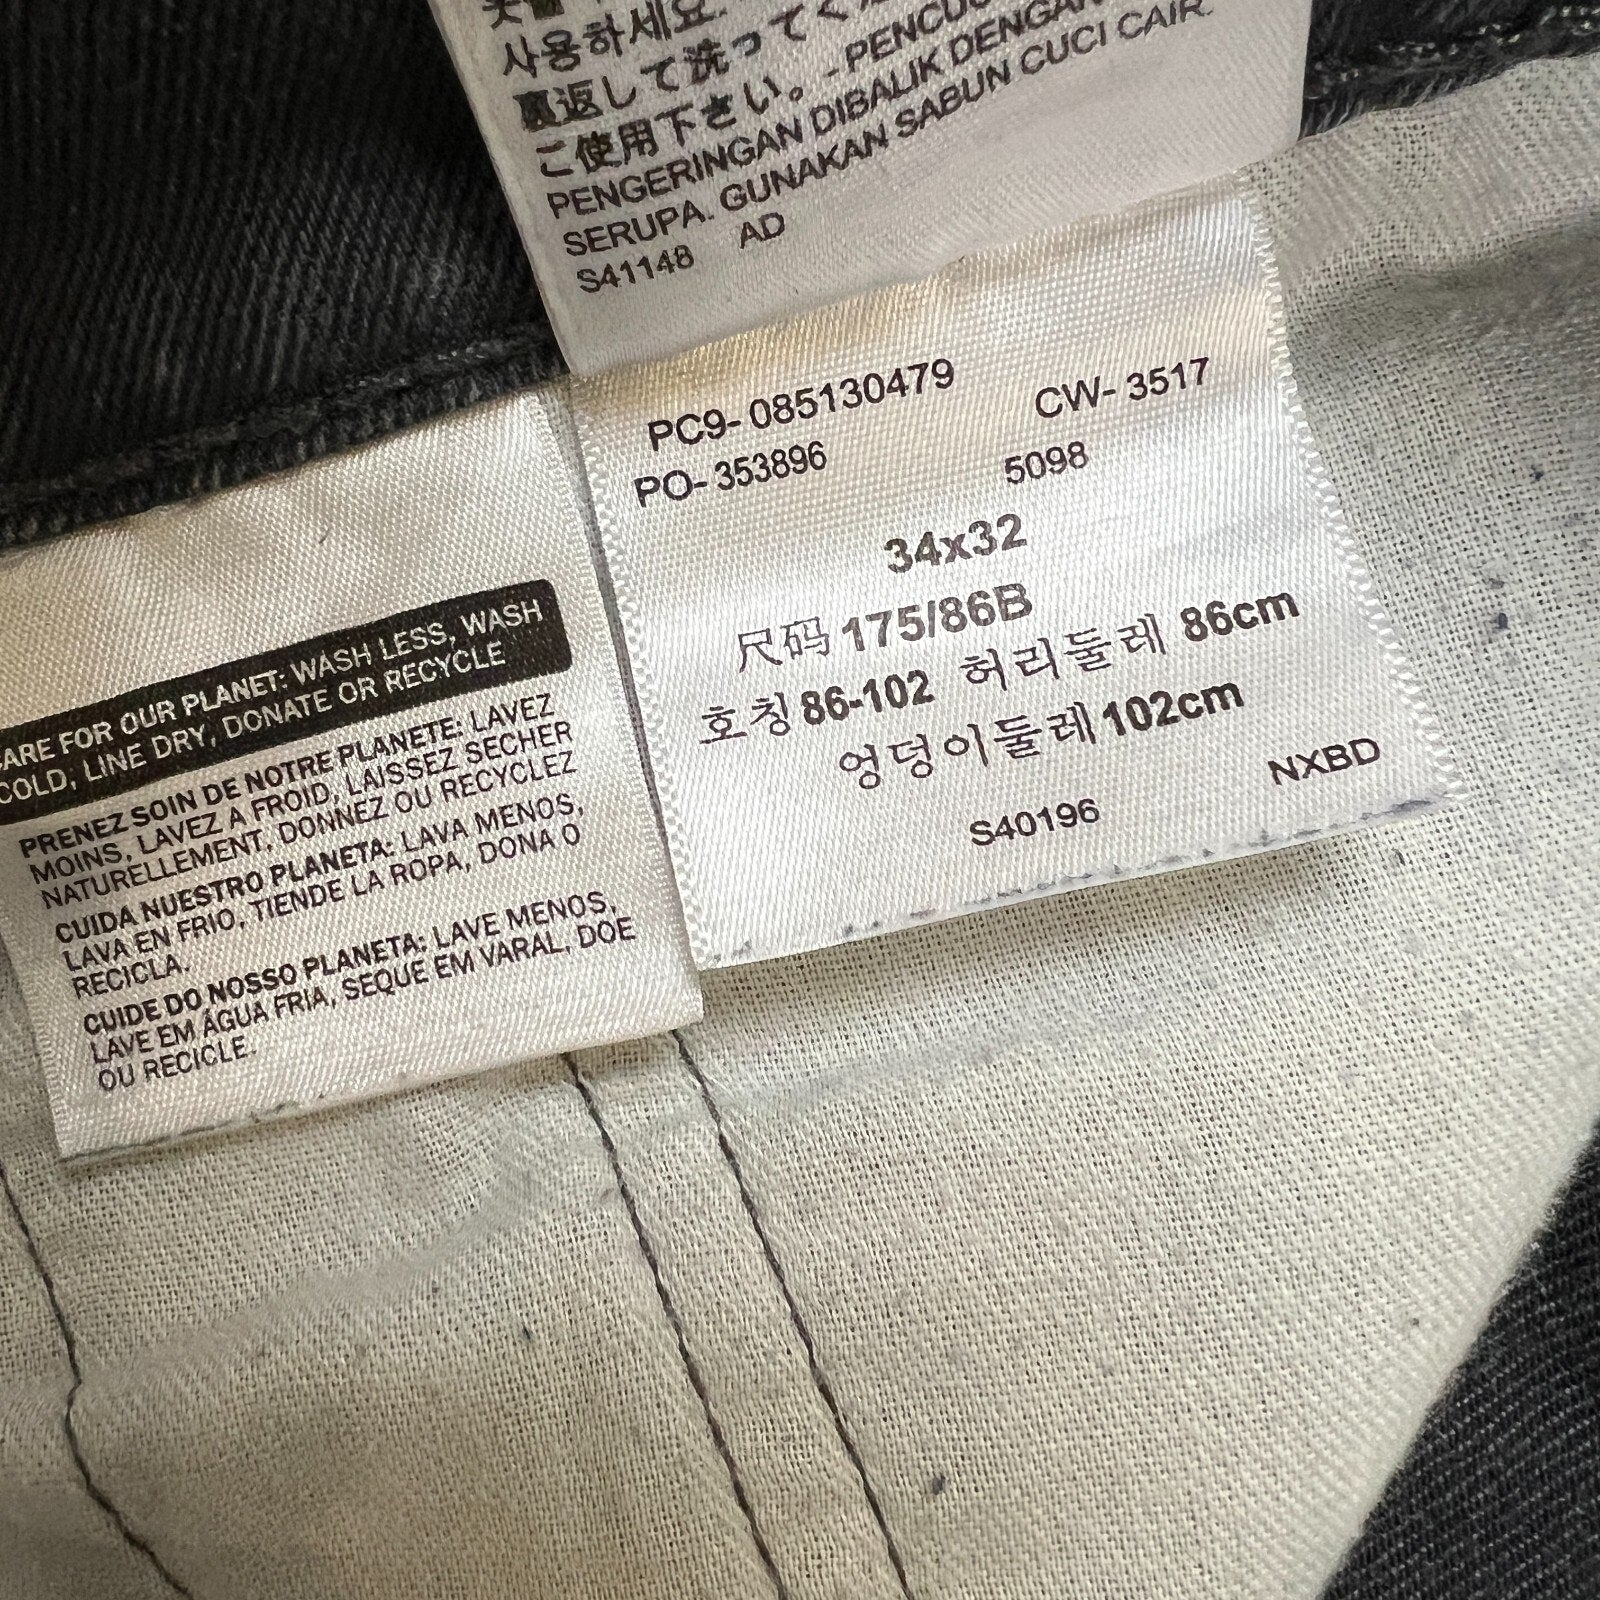 사용하세요.
裏返して洗ってく
ご使用下さい。 - PENCUC
PENGERINGAN DIBALIK DENGAN
SERUPA. GUNAKAN SABUN CUCI CAIR.
S41148 AD
PC9- 085130479 CW- 3517
PO- 353896 5098
34x32
尺码 175/86B
호칭 86-102 허리둘레 86cm
엉덩이둘레 102cm
NXBD
S40196
CARE FOR OUR PLANET: WASH LESS, WASH
COLD, LINE DRY, DONATE OR RECYCLE
PRENEZ SOIN DE NOTRE PLANETE: LAVEZ
MOINS, LAVEZ A FROID, LAISSEZ SECHER
NATURELLEMENT, DONNEZ OU RECYCLEZ
CUIDA NUESTRO PLANETA: LAVA MENOS,
LAVA EN FRIO, TIENDE LA ROPA, DONA O
RECICLA.
CUIDE DO NOSSO PLANETA: LAVE MENOS,
LAVE EM ÁGUA FRIA, SEQUE EM VARAL, DOE
OU RECICLE.